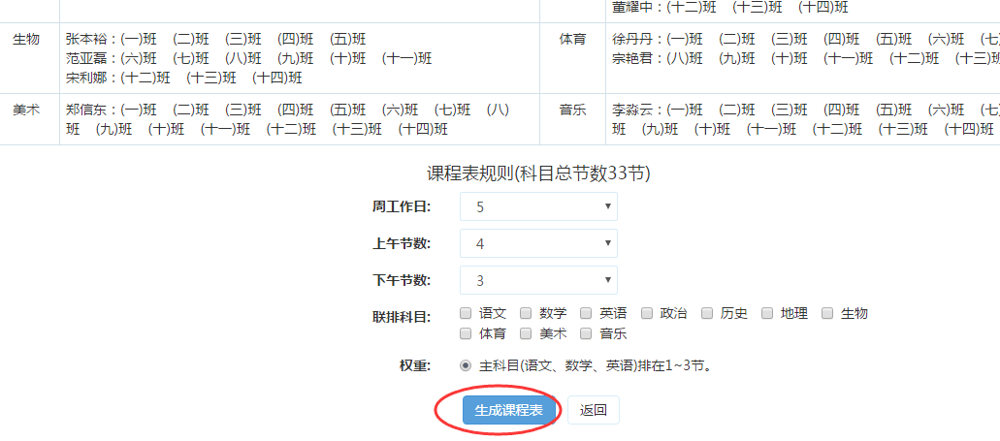 董耀中：(十二)班 (十三)班 (十四)班
生物
张本裕：(一)班 (二)班 (三)班 (四)班 (五)班
范亚磊：(六)班 (七)班 (八)班 (九)班 (十)班 (十一)班
宋利娜：(十二)班 (十三)班 (十四)班
体育
徐丹丹：(一)班 (二)班 (三)班 (四)班 (五)班 (六)班 (七)
宗艳君：(八)班 (九)班 (十)班 (十一)班 (十二)班 (十三)班
美术
郑信东：(一)班 (二)班 (三)班 (四)班 (五)班 (六)班 (七)班 (八)
班 (九)班 (十)班 (十一)班 (十二)班 (十三)班 (十四)班
音乐
李淼云：(一)班 (二)班 (三)班 (四)班 (五)班 (六)班 (七)
班 (九)班 (十)班 (十一)班 (十二)班 (十三)班 (十四)班
课程表规则(科目总节数33节)
周工作日: 5
上午节数: 4
下午节数: 3
联排科目: 语文 数学 英语 政治 历史 地理 生物
体育 美术 音乐
权重: 主科目(语文、数学、英语)排在1~3节。
生成课程表 返回